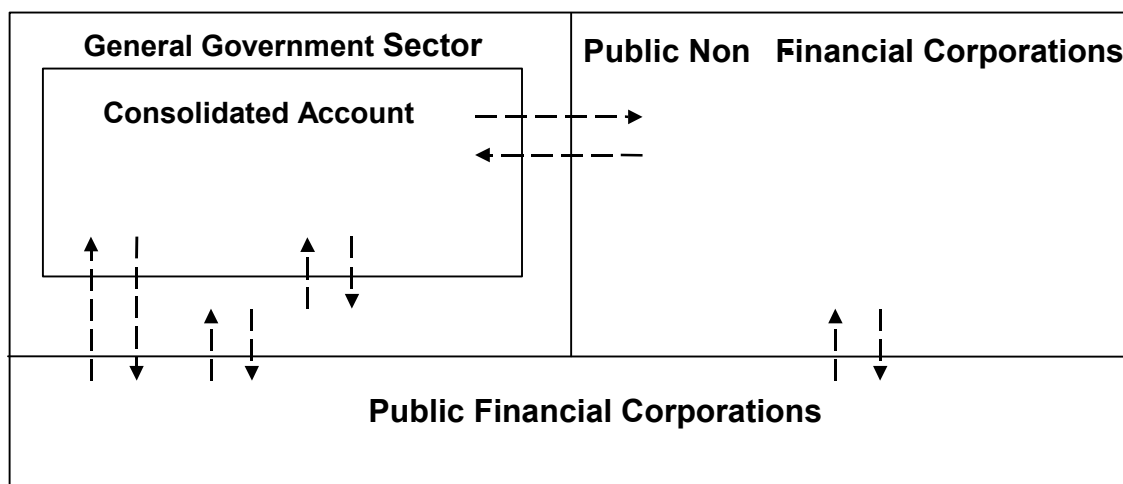 General Government Sector
Public Non - Financial Corporations
Consolidated Account
Public Financial Corporations